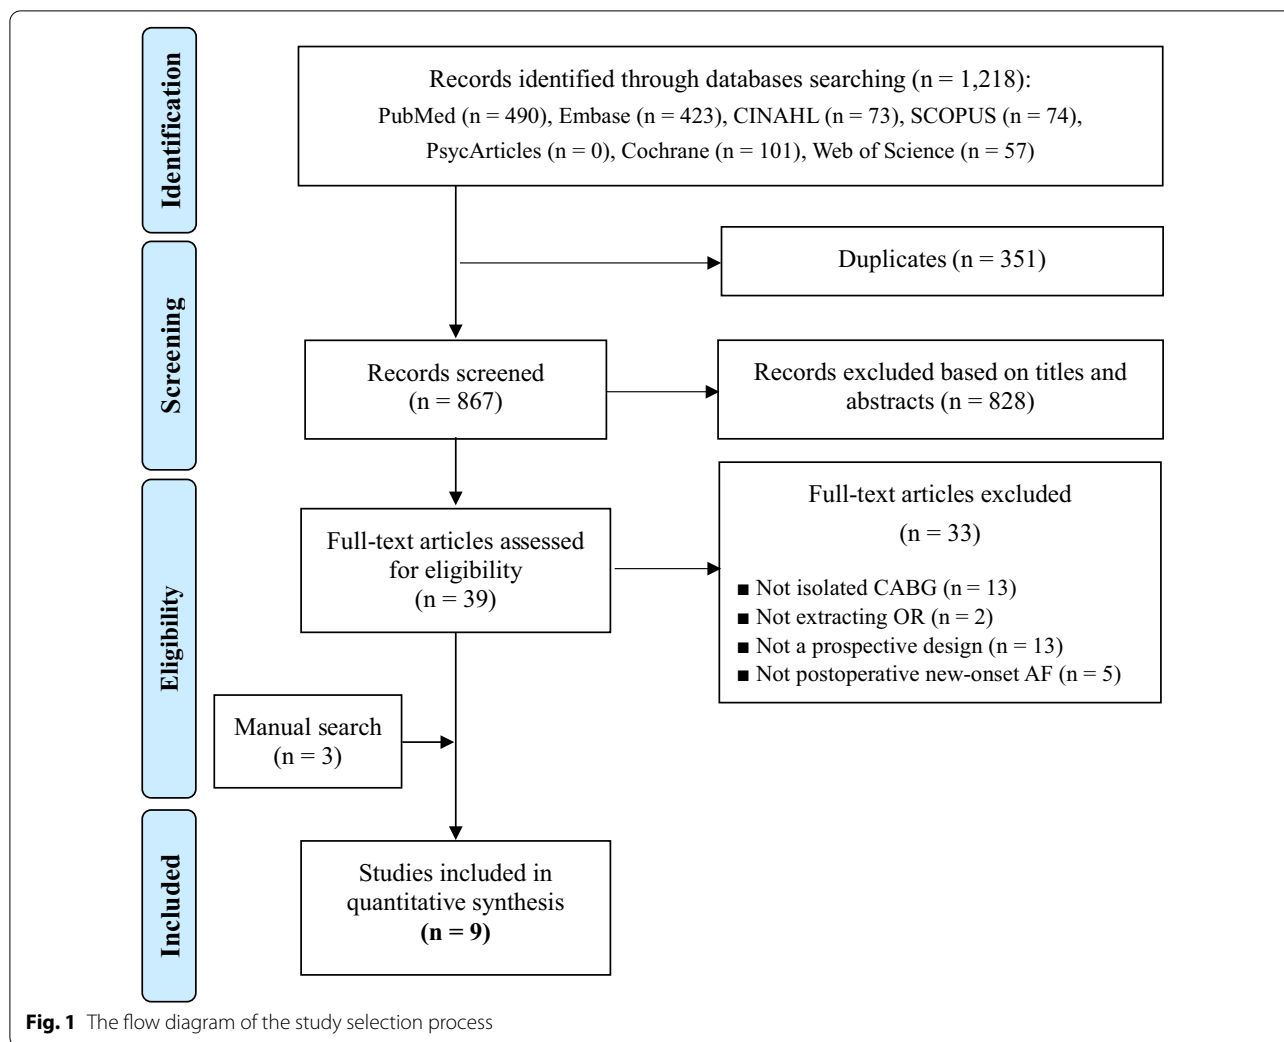 Identification
Records identified through databases searching (n = 1,218):
PubMed (n = 490), Embase (n = 423), CINAHL (n = 73), SCOPUS (n = 74),
PsycArticles (n = 0), Cochrane (n = 101), Web of Science (n = 57)
Screening
Duplicates (n = 351)
Records screened
(n = 867)
Records excluded based on titles and
abstracts (n = 828)
Eligibility
Full-text articles assessed
for eligibility
(n = 39)
Full-text articles excluded
(n = 33)
■ Not isolated CABG (n = 13)
■ Not extracting OR (n = 2)
■ Not a prospective design (n = 13)
■ Not postoperative new-onset AF (n = 5)
Manual search
(n = 3)
Included
Studies included in
quantitative synthesis
(n = 9)
Fig. 1 The flow diagram of the study selection process